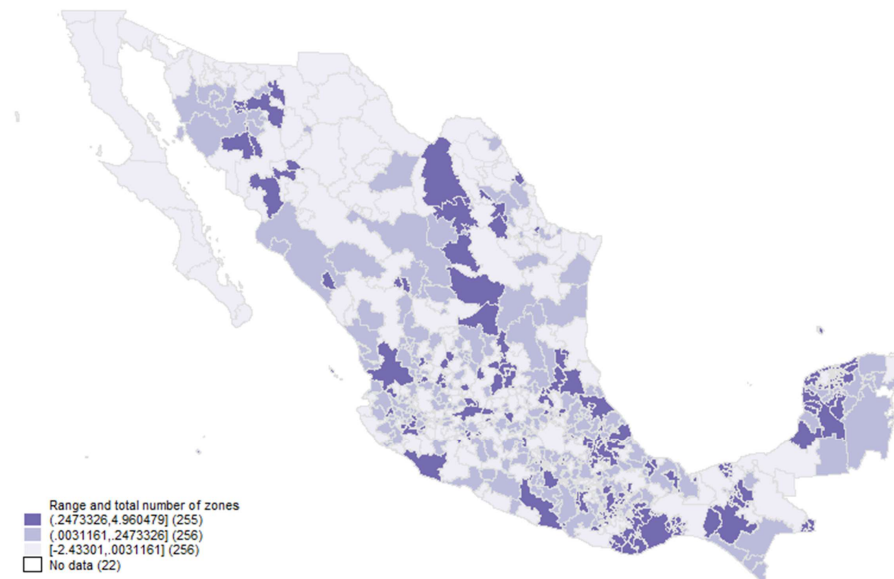 Range and total number of zones
(.2473326,4.960479] (255)
(.0031161,.2473326] (256)
[-2.43301,.0031161] (256)
No data (22)